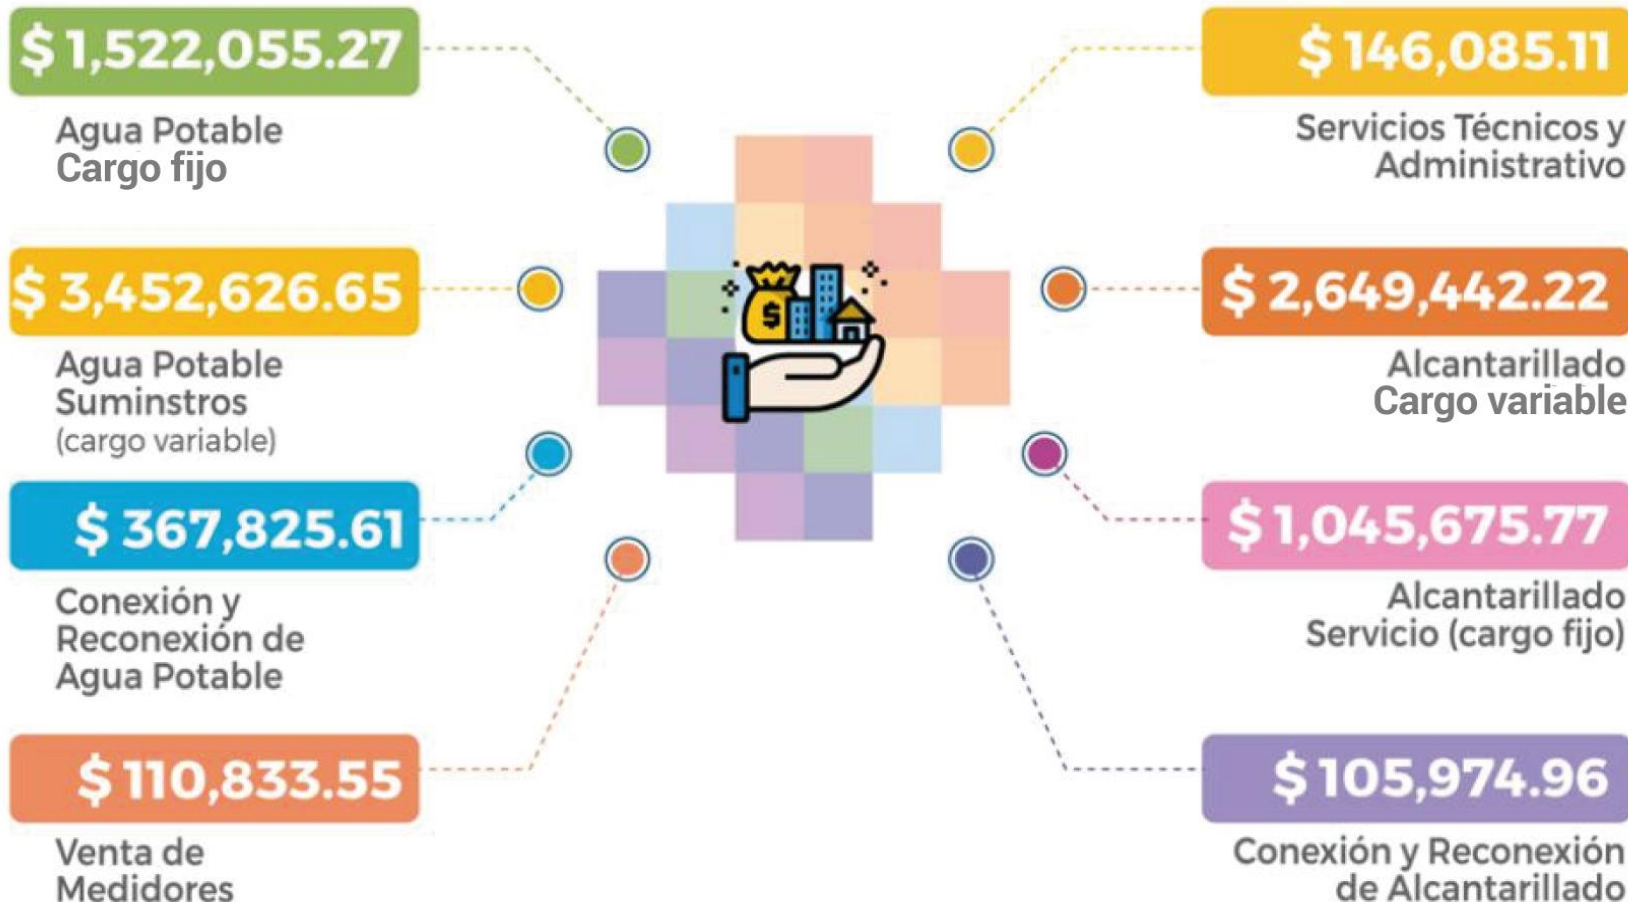 $ 1,522,055.27
Agua Potable
Cargo fijo
$ 3,452,626.65
Agua Potable
Suminstros
(cargo variable)
$ 367,825.61
Conexión y
Reconexión de
Agua Potable
$ 110,833.55
Venta de
Medidores
$
$ 146,085.11
Servicios Técnicos y
Administrativo
$ 2,649,442.22
Alcantarillado
Cargo variable
$ 1,045,675.77
Alcantarillado
Servicio (cargo fijo)
$ 105,974.96
Conexión y Reconexión
de Alcantarillado